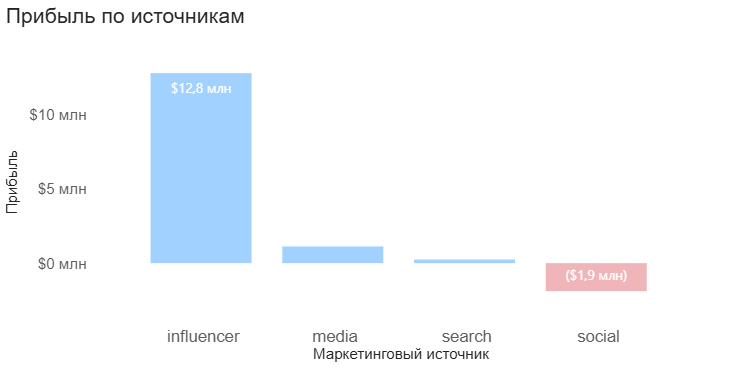 Прибыль по источникам
$12,8 млн
$10 млн
$5 млн
$0 млн
Прибыль
($1,9 млн)
influencer media search social
Маркетинговый источник